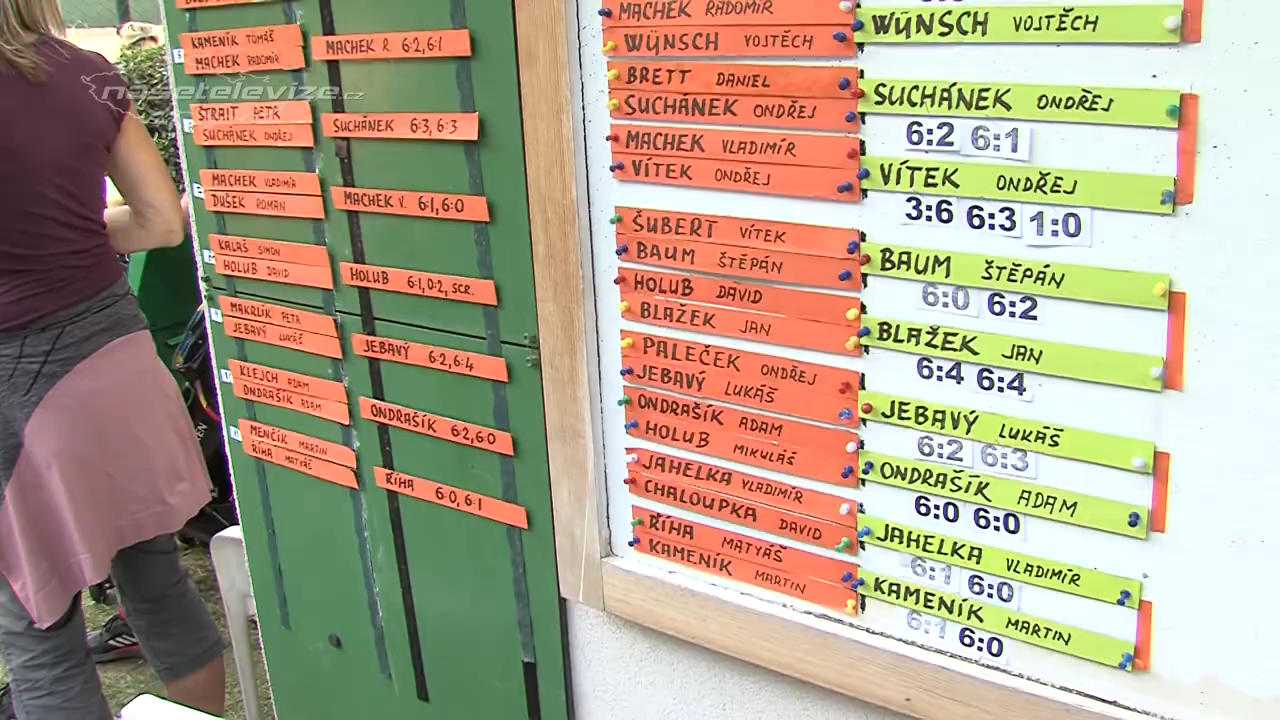 KAMENÍK TOMÁŠ
MACHEK RADOMÍR
MACHEK R. 6:2, 6:1
našetelevize.cz
ŠTRAIT PETR
SUCHÁNEK ONDŘEJ
SUCHÁNEK 6:3, 6:3
MACHEK VLADIMÍR
DUŠEK ROMAN
MACHEK V. 6:1, 6:0
KALAŠ SIMON
HOLUB DAVID
HOLUB 6:1, 0:2, SCR.
MAKRLÍK PETR
JEBAVÝ LUKÁŠ
JEBAVÝ 6:2, 6:4
KLEJCH ADAM
ONDRAŠÍK ADAM
ONDRAŠÍK 6:2, 6:0
MENČÍK MARTIN
ŘÍHA MATYÁŠ
ŘÍHA 6:0, 6:1
MACHEK RADOMÍR
WÜNSCH VOJTĚCH
WÜNSCH VOJTĚCH
BRETT DANIEL
SUCHÁNEK ONDŘEJ
SUCHÁNEK ONDŘEJ
6:2 6:1
MACHEK VLADIMÍR
VÍTEK ONDŘEJ
VÍTEK ONDŘEJ
3:6 6:3 1:0
ŠUBERT VÍTEK
BAUM ŠTĚPÁN
BAUM ŠTĚPÁN
6:0 6:2
HOLUB DAVID
BLAŽEK JAN
BLAŽEK JAN
6:4 6:4
PALEČEK ONDŘEJ
JEBAVÝ LUKÁŠ
JEBAVÝ LUKÁŠ
6:2 6:3
ONDRAŠÍK ADAM
HOLUB MIKULÁŠ
ONDRAŠÍK ADAM
6:0 6:0
JAHELKA VLADIMÍR
CHALOUPKA DAVID
JAHELKA VLADIMÍR
6:1 6:0
ŘÍHA MATYÁŠ
KAMENÍK MARTIN
KAMENÍK MARTIN
6:1 6:0